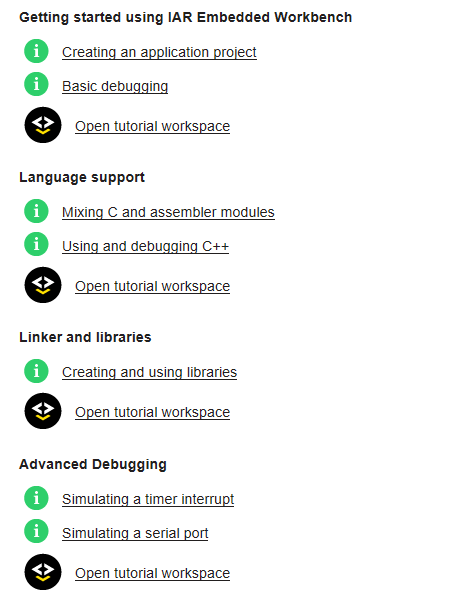 Getting started using IAR Embedded Workbench
Creating an application project
Basic debugging
Open tutorial workspace
Language support
Mixing C and assembler modules
Using and debugging C++
Open tutorial workspace
Linker and libraries
Creating and using libraries
Open tutorial workspace
Advanced Debugging
Simulating a timer interrupt
Simulating a serial port
Open tutorial workspace